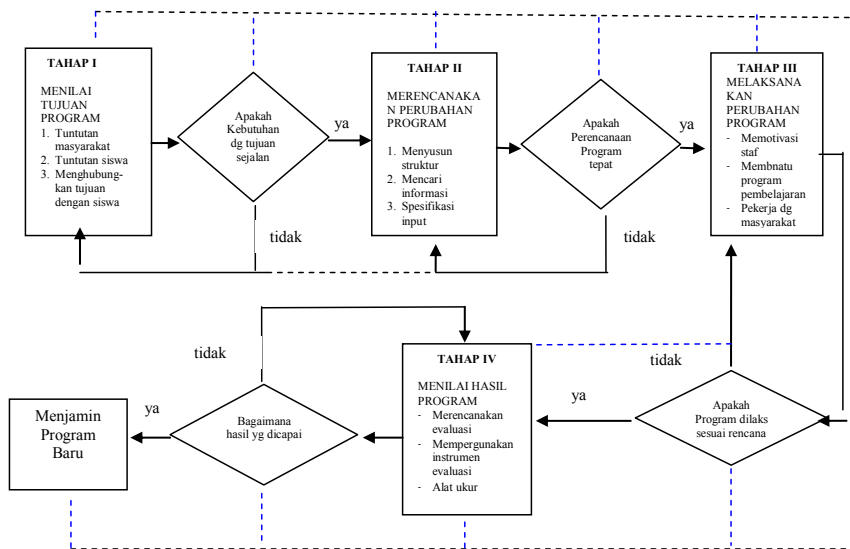 TAHAP I
MENILAI
TUJUAN
PROGRAM
1. Tuntutan
masyarakat
2. Tuntutan siswa
3. Menghubung-
kan tujuan
dengan siswa
Apakah
Kebutuhan
dg tujuan
sejalan
ya
tidak
TAHAP II
MERENCANAKA
N PERUBAHAN
PROGRAM
1. Menyusun
struktur
2. Mencari
informasi
3. Spesifikasi
input
Apakah
Perencanaan
Program
tepat
ya
tidak
TAHAP III
MELAKSANA
KAN
PERUBAHAN
PROGRAM
- Memotivasi
staf
- Membnatu
program
pembelajaran
- Pekerja dg
masyarakat
Apakah
Program dilaks
sesuai rencana
tidak
ya
TAHAP IV
MENILAI HASIL
PROGRAM
- Merencanakan
evaluasi
- Mempergunakan
instrumen
evaluasi
- Alat ukur
Bagaimana
hasil yg dicapai
tidak
ya
Menjamin
Program
Baru